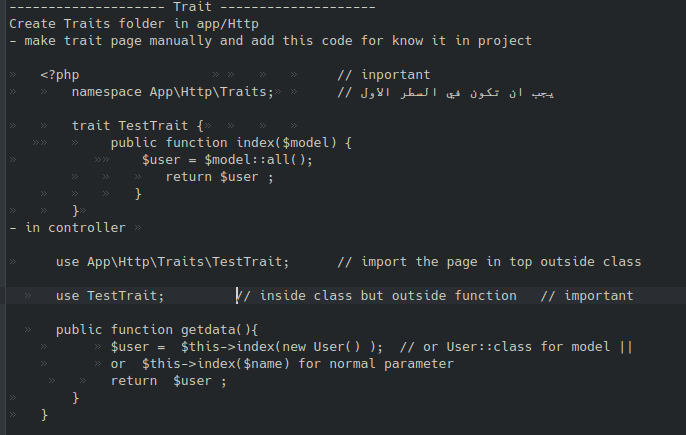 -------------------- Trait --------------------
Create Traits folder in app/Http
- make trait page manually and add this code for know it in project
<?php // inportant
namespace App\Http\Traits; // يجب ان تكون في السطر الاول
trait TestTrait {
public function index($model) {
$user = $model::all();
return $user ;
}
}
- in controller
use App\Http\Traits\TestTrait; // import the page in top outside class
use TestTrait; // inside class but outside function // important
public function getdata(){
$user = $this->index(new User() ); // or User::class for model ||
or $this->index($name) for normal parameter
return $user ;
}
}